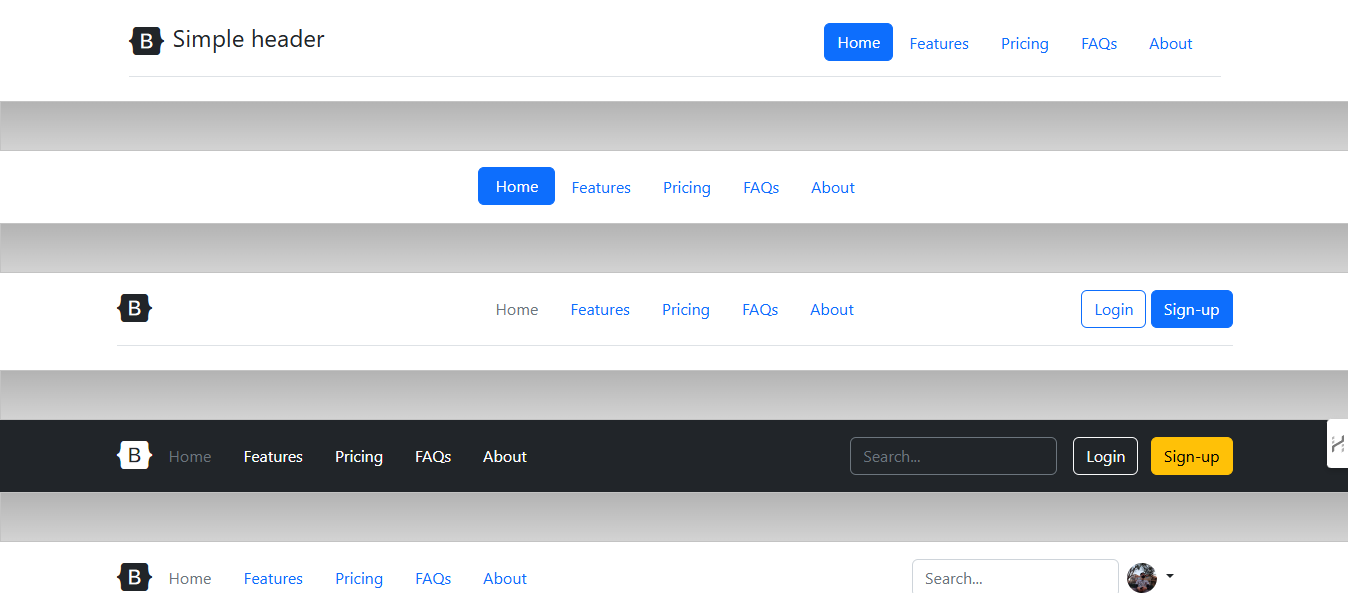 B Simple header Home Features Pricing FAQs About
Home Features Pricing FAQs About
B Home Features Pricing FAQs About Login Sign-up
B Home Features Pricing FAQs About Search... Login Sign-up
B Home Features Pricing FAQs About Search...